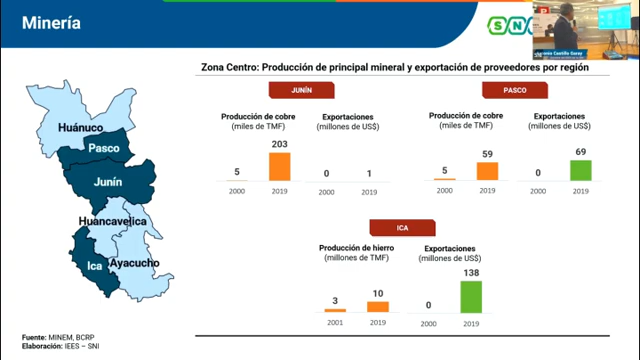 Minería
SN
Castillo Garay
Zona Centro: Producción de principal mineral y exportación de proveedores por región
JUNÍN
PASCO
Producción de cobre
(miles de TMF)
Exportaciones
(millones de US$)
Producción de cobre
(miles de TMF)
Exportaciones
(millones de US$)
5
203
0
1
5
59
0
69
2000
2019
2000
2019
2000
2019
2000
2019
Huánuco
Pasco
Junín
Huancavelica
Ica
Ayacucho
ICA
Producción de hierro
(millones de TMF)
Exportaciones
(millones de US$)
3
10
0
138
2001
2019
2000
2019
Fuente: MINEM, BCRP
Elaboración: IEES – SNI